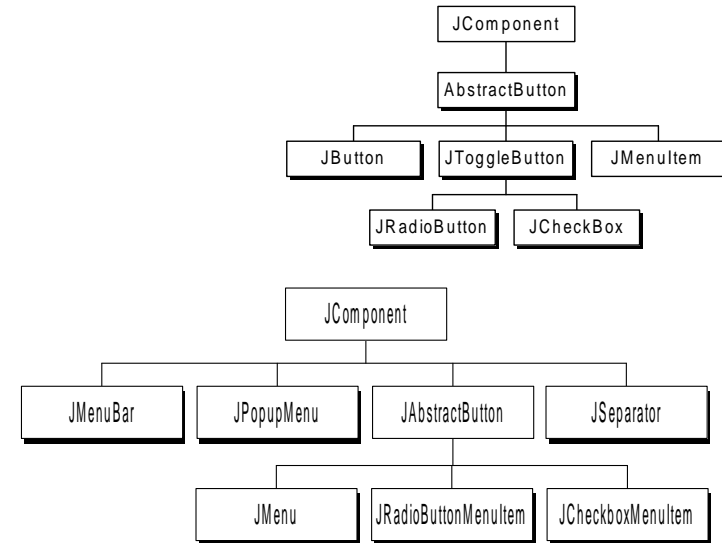 JComponent
AbstractButton
JButton JToggleButton JMenuItem
JRadioButton JCheckBox
JComponent
JMenuBar JPopupMenu JAbstractButton JSeparator
JMenu JRadioButtonMenuItem JCheckboxMenuItem